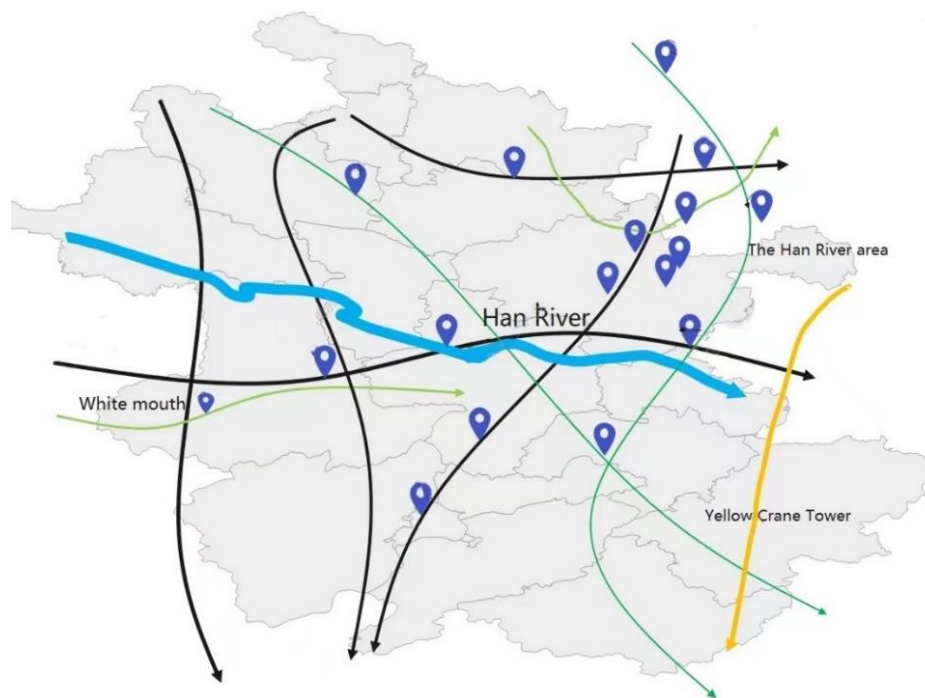 The Han River area
Han River
White mouth
Yellow Crane Tower